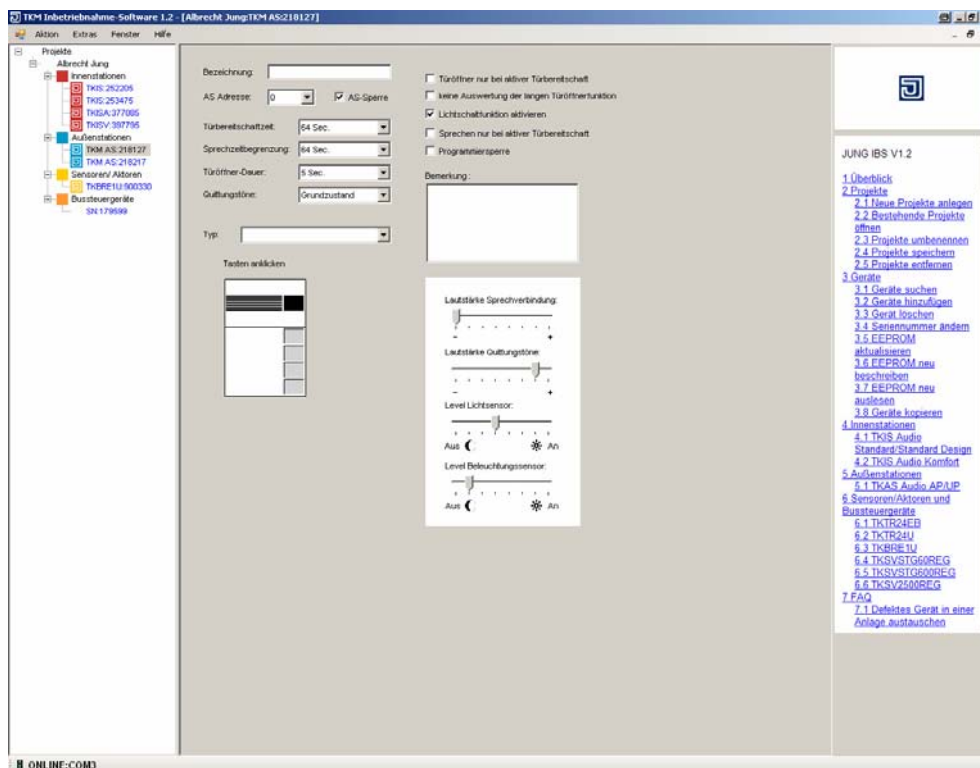 TKM Inbetriebnahme-Software 1.2 - [Albrecht Jung:TKM AS:218127]
Aktion Extras Fenster Hilfe
Projekte
Albrecht Jung
Innenstationen
TKIS:252205
TKIS:253475
TKISA:377085
TKISV:397795
Außenstationen
TKM AS:218127
TKM AS:218217
Sensoren/ Aktoren
TKBRE1U:900330
Bussteuergeräte
SN:179599
Bezeichnung:
AS Adresse: 0 AS-Sperre
Türbereitschaftzeit: 64 Sec.
Sprechzeitbegrenzung: 64 Sec.
Türöffner-Dauer: 5 Sec.
Quittungstöne: Grundzustand
Typ:
Tasten anklicken
Türöffner nur bei aktiver Türbereitschaft
keine Auswertung der langen Türöffnerfunktion
Lichtschaltfunktion aktivieren
Sprechen nur bei aktiver Türbereitschaft
Programmiersperre
Bemerkung :
Lautstärke Sprechverbindung:
- +
Lautstärke Quittungstöne:
- +
Level Lichtsensor:
Aus An
Level Beleuchtungssensor:
Aus An
JUNG IBS V1.2
1 Überblick
2 Projekte
2.1 Neue Projekte anlegen
2.2 Bestehende Projekte
öffnen
2.3 Projekte umbenennen
2.4 Projekte speichern
2.5 Projekte entfernen
3 Geräte
3.1 Geräte suchen
3.2 Geräte hinzufügen
3.3 Gerät löschen
3.4 Seriennummer ändern
3.5 EEPROM
aktualisieren
3.6 EEPROM neu
beschreiben
3.7 EEPROM neu
auslesen
3.8 Geräte kopieren
4 Innenstationen
4.1 TKIS Audio
Standard/Standard Design
4.2 TKIS Audio Komfort
5 Außenstationen
5.1 TKAS Audio AP/UP
6 Sensoren/Aktoren und
Bussteuergeräte
6.1 TKTR24EB
6.2 TKTR24U
6.3 TKBRE1U
6.4 TKSVSTG60REG
6.5 TKSVSTG600REG
6.6 TKSV2500REG
7 FAQ
7.1 Defektes Gerät in einer
Anlage austauschen
ONLINE:COM3